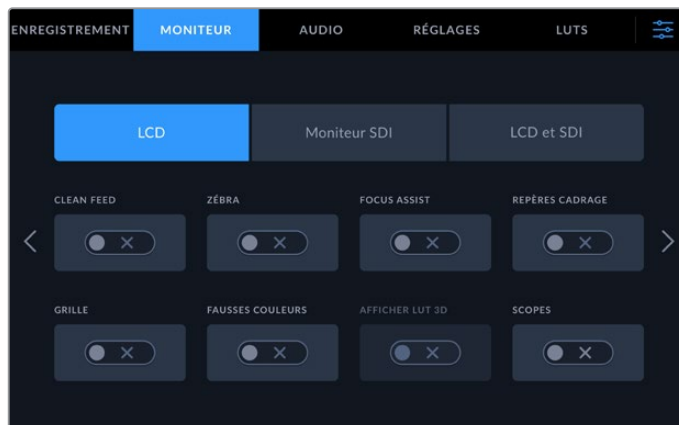 ENREGISTREMENT MONITEUR AUDIO RÉGLAGES LUTS
LCD Moniteur SDI LCD et SDI
CLEAN FEED ZÉBRA FOCUS ASSIST REPÈRES CADRAGE
GRILLE FAUSSES COULEURS AFFICHER LUT 3D SCOPES